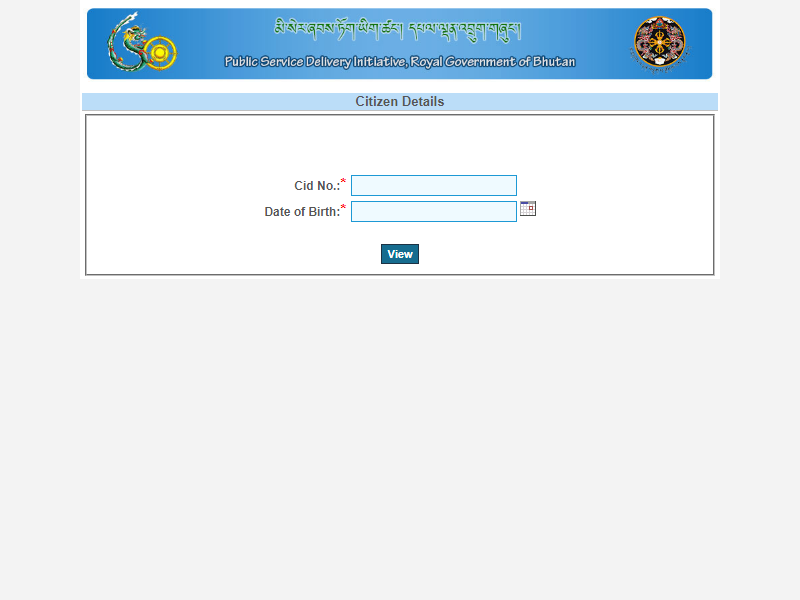 མི་སེར་ཞབས་ཏོག་ཡིག་ཚང་། དཔལ་ལྡན་འབྲུག་གཞུང་།
Public Service Delivery Initiative, Royal Government of Bhutan
Citizen Details
Cid No.:*
Date of Birth:*
View